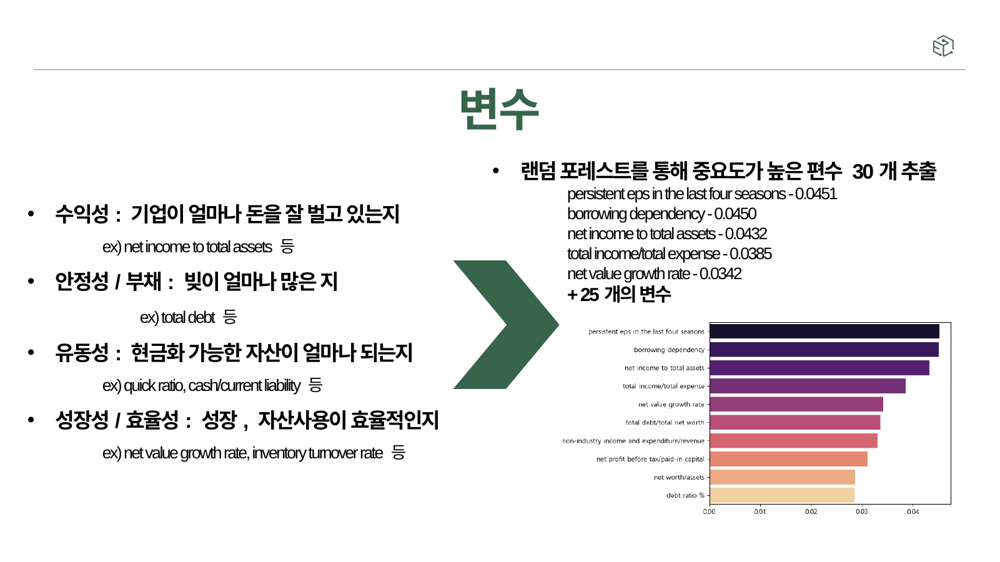 변수
• 수익성 : 기업이 얼마나 돈을 잘 벌고 있는지
ex) net income to total assets 등
• 안정성 / 부채 : 빚이 얼마나 많은 지
ex) total debt 등
• 유동성 : 현금화 가능한 자산이 얼마나 되는지
ex) quick ratio, cash/current liability 등
• 성장성 / 효율성 : 성장 , 자산사용이 효율적인지
ex) net value growth rate, inventory turnover rate 등
• 랜덤 포레스트를 통해 중요도가 높은 편수 30 개 추출
persistent eps in the last four seasons - 0.0451
borrowing dependency - 0.0450
net income to total assets - 0.0432
total income/total expense - 0.0385
net value growth rate - 0.0342
+ 25 개의 변수
persistent eps in the last four seasons
borrowing dependency
net income to total assets
total income/total expense
net value growth rate
total debt/total net worth
non-industry income and expenditure/revenue
net profit before tax/paid-in capital
net worth/assets
debt ratio %
0.00 0.01 0.02 0.03 0.04